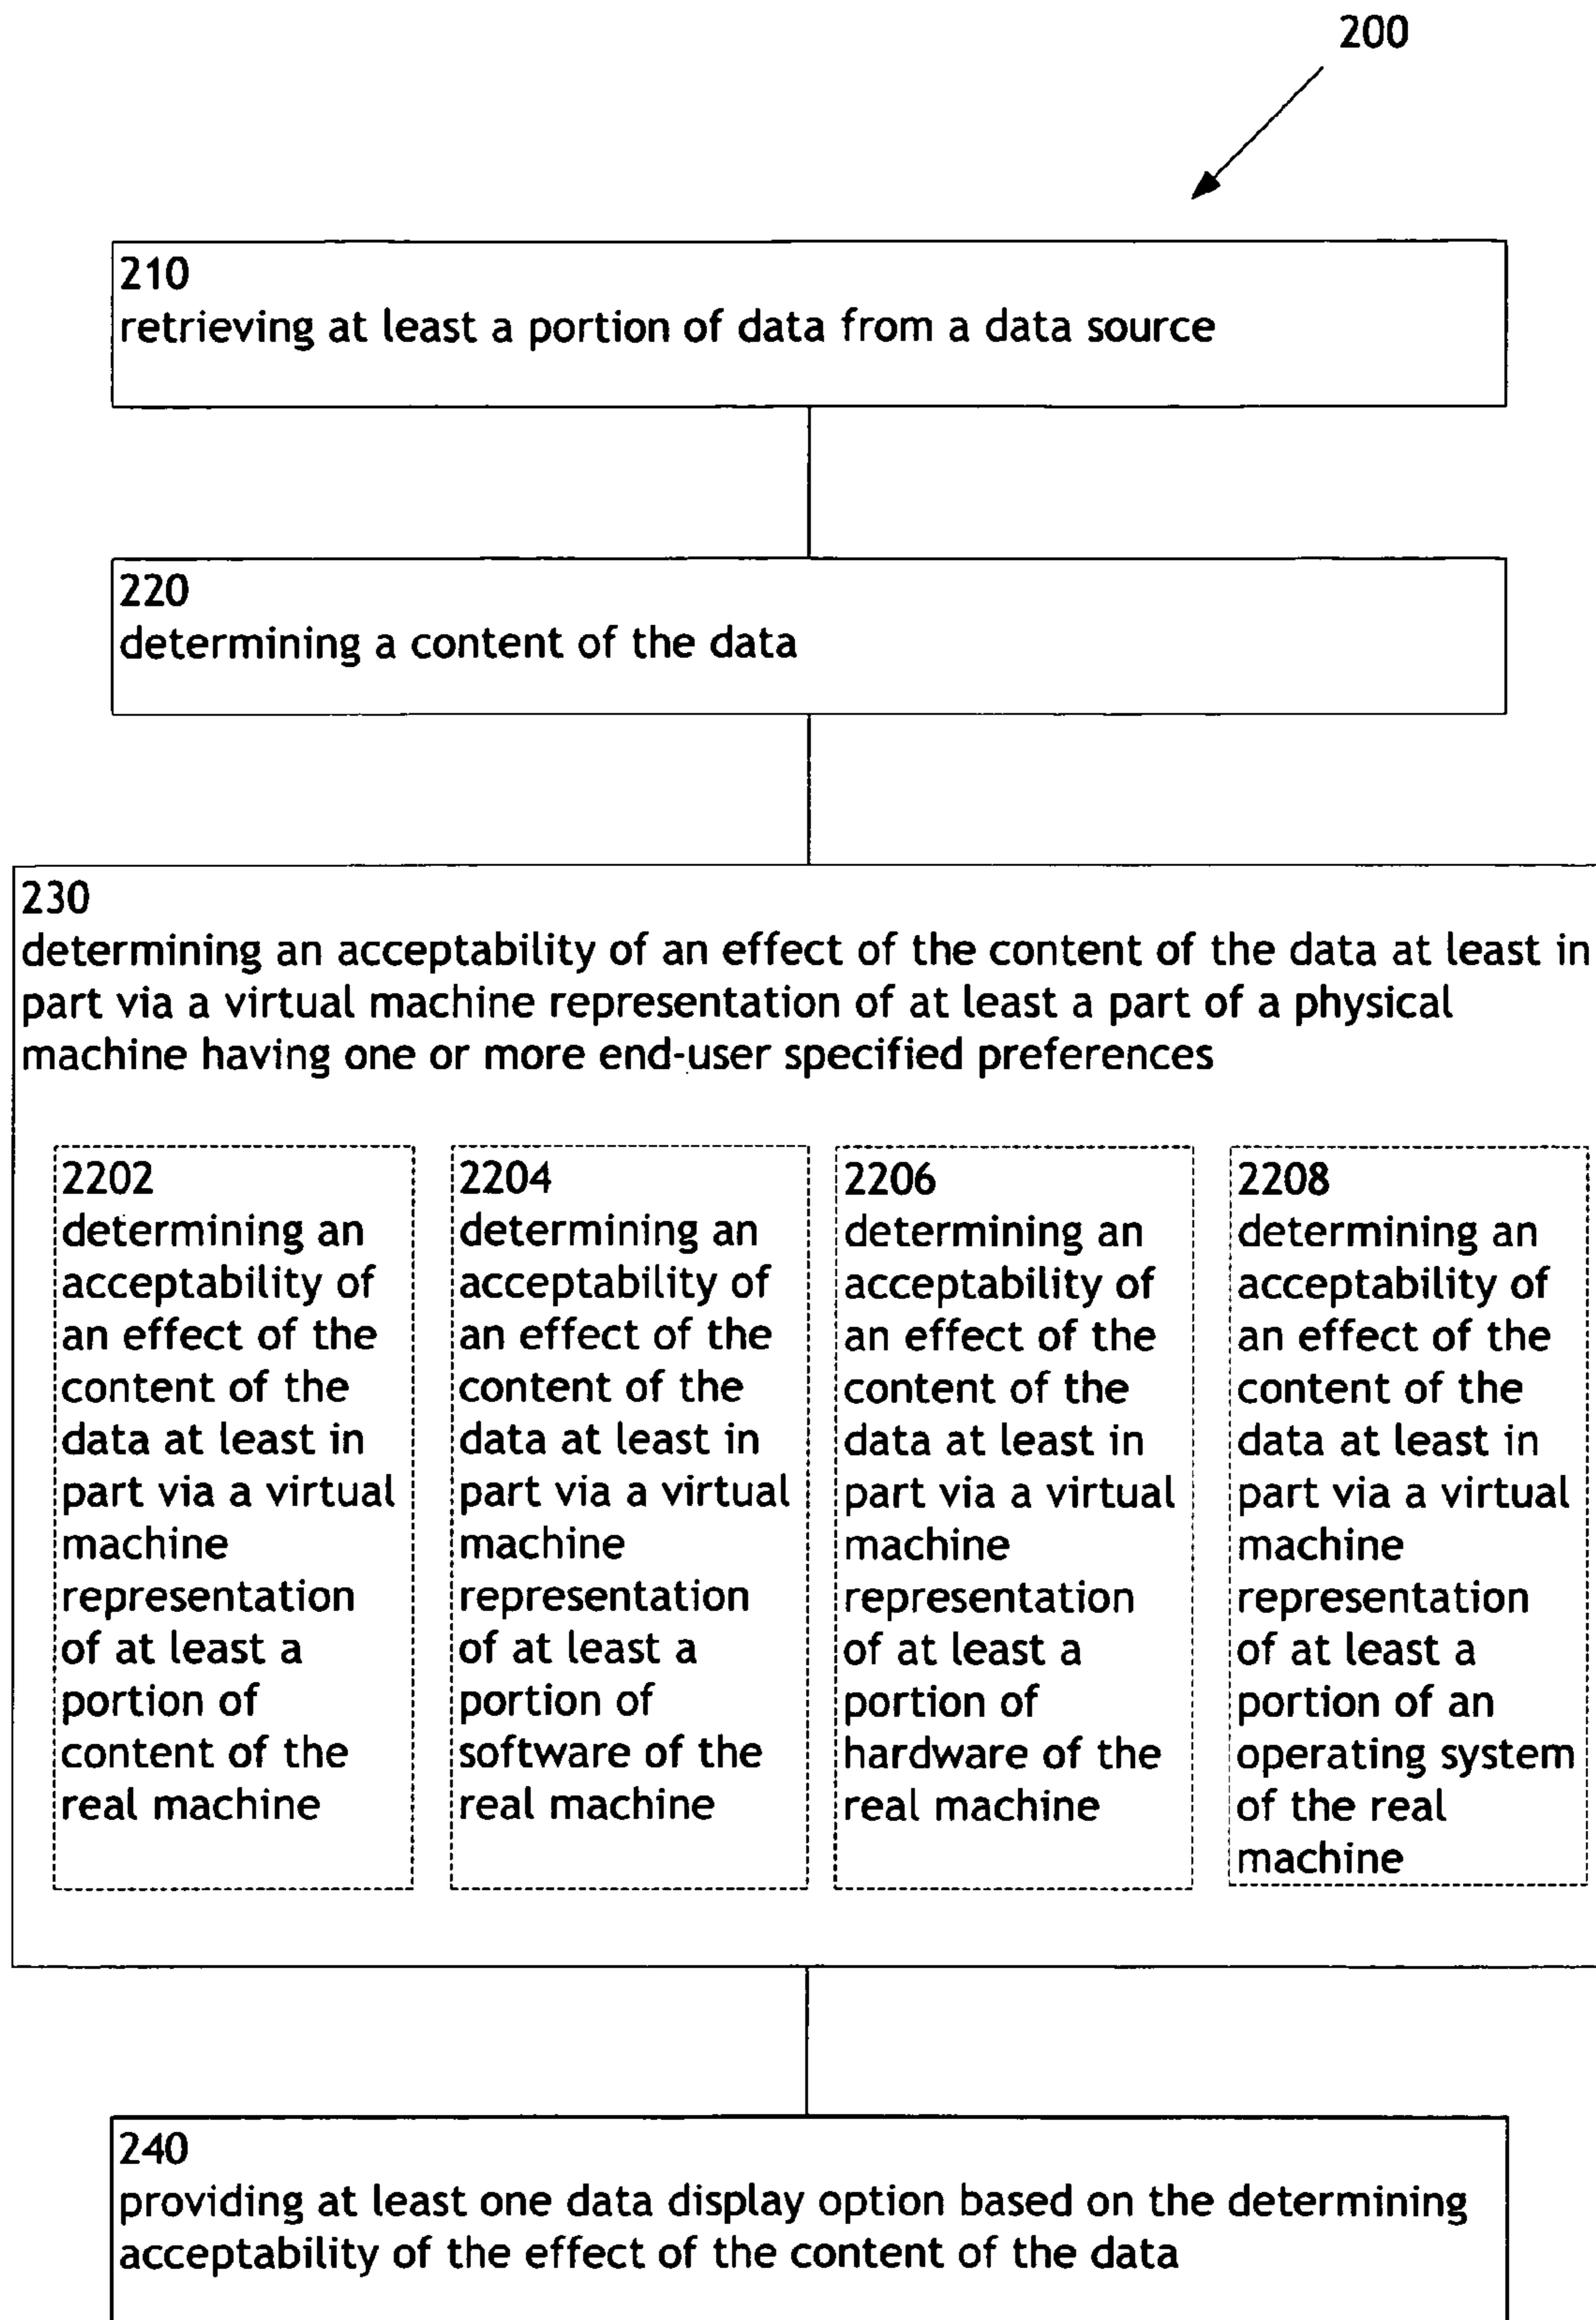 200
210
retrieving at least a portion of data from a data source
220
determining a content of the data
230
determining an acceptability of an effect of the content of the data at least in
part via a virtual machine representation of at least a part of a physical
machine having one or more end-user specified preferences
2202
determining an
acceptability of
an effect of the
content of the
data at least in
part via a virtual
machine
representation
of at least a
portion of
content of the
real machine
2204
determining an
acceptability of
an effect of the
content of the
data at least in
part via a virtual
machine
representation
of at least a
portion of
software of the
real machine
2206
determining an
acceptability of
an effect of the
content of the
data at least in
part via a virtual
machine
representation
of at least a
portion of
hardware of the
real machine
2208
determining an
acceptability of
an effect of the
content of the
data at least in
part via a virtual
machine
representation
of at least a
portion of an
operating system
of the real
machine
240
providing at least one data display option based on the determining
acceptability of the effect of the content of the data